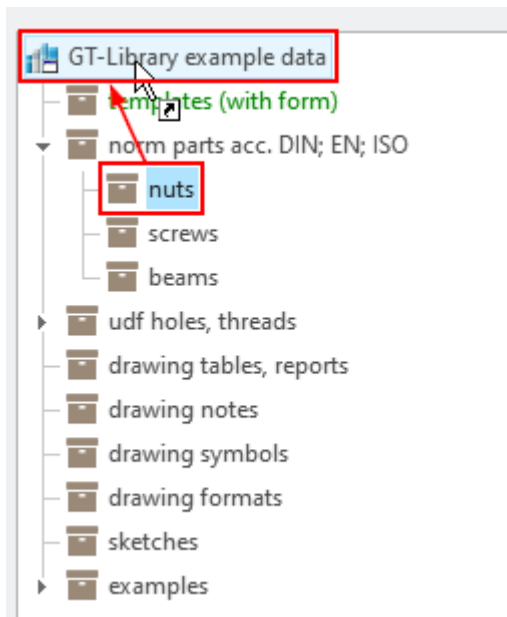 GT-Library example data
templates (with form)
norm parts acc. DIN; EN; ISO
nuts
screws
beams
udf holes, threads
drawing tables, reports
drawing notes
drawing symbols
drawing formats
sketches
examples